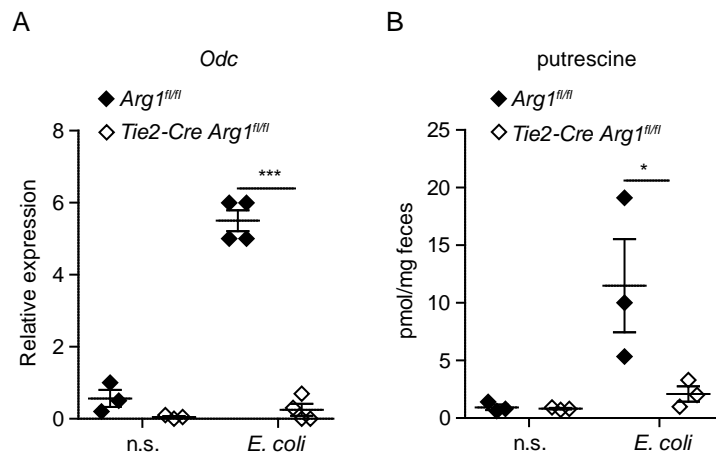 A
Odc
Arg1fl/fl
Tie2-Cre Arg1fl/fl
8
6
4
2
0
Relative expression
***
n.s.
E. coli
B
putrescine
Arg1fl/fl
Tie2-Cre Arg1fl/fl
25
20
15
10
5
0
pmol/mg feces
*
n.s.
E. coli